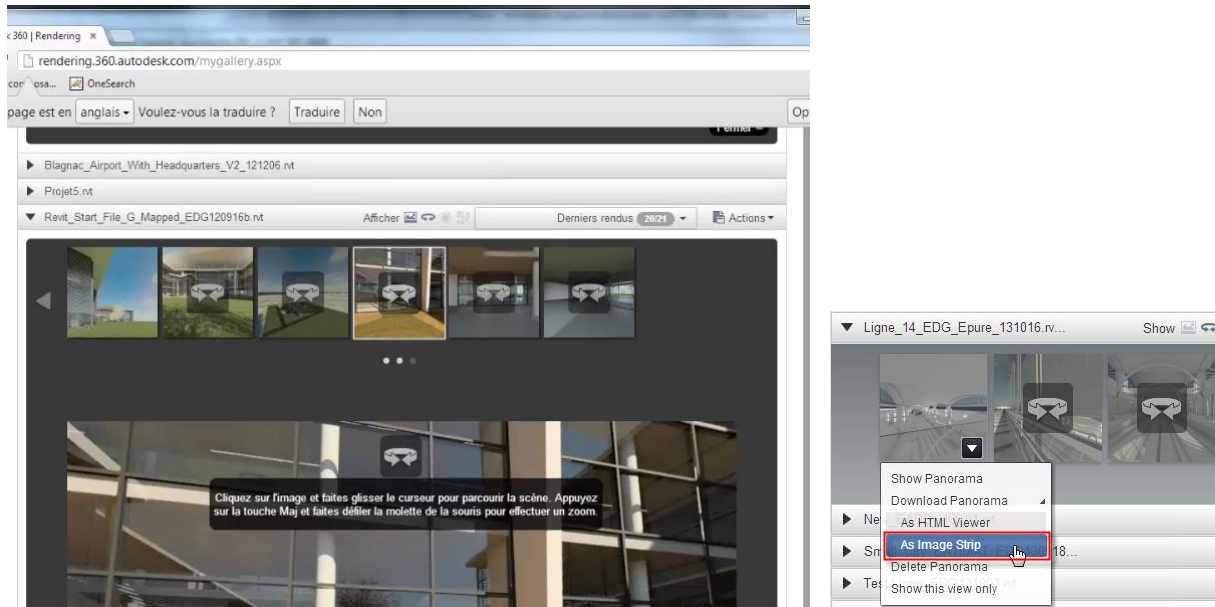 360 | Rendering ×
rendering.360.autodesk.com/mygallery.aspx
OneSearch
page est en anglais Voulez-vous la traduire ? Traduire Non
Blagnac_Airport_With_Headquarters_V2_121206.rvt
Projet5.rvt
Revit_Start_File_G_Mapped_EDG120916b.rvt Afficher Derniers rendus 20/21 Actions
Cliquez sur l'image et faites glisser le curseur pour parcourir la scène. Appuyez
sur la touche Maj et faites défiler la molette de la souris pour effectuer un zoom.
Ligne_14_EDG_Epure_131016.rv... Show
Show Panorama
Download Panorama
As HTML Viewer
As Image Strip
18...
Delete Panorama
Show this view only